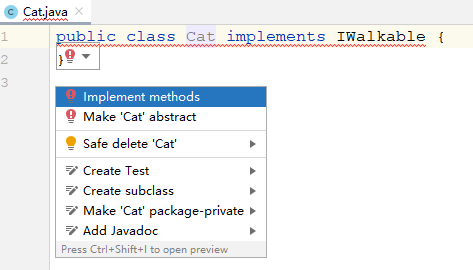 Cat.java
1 public class Cat implements IWalkable {
2 }
3
Implement methods
Make 'Cat' abstract
Safe delete 'Cat'
Create Test
Create subclass
Make 'Cat' package-private
Add Javadoc
Press Ctrl+Shift+I to open preview